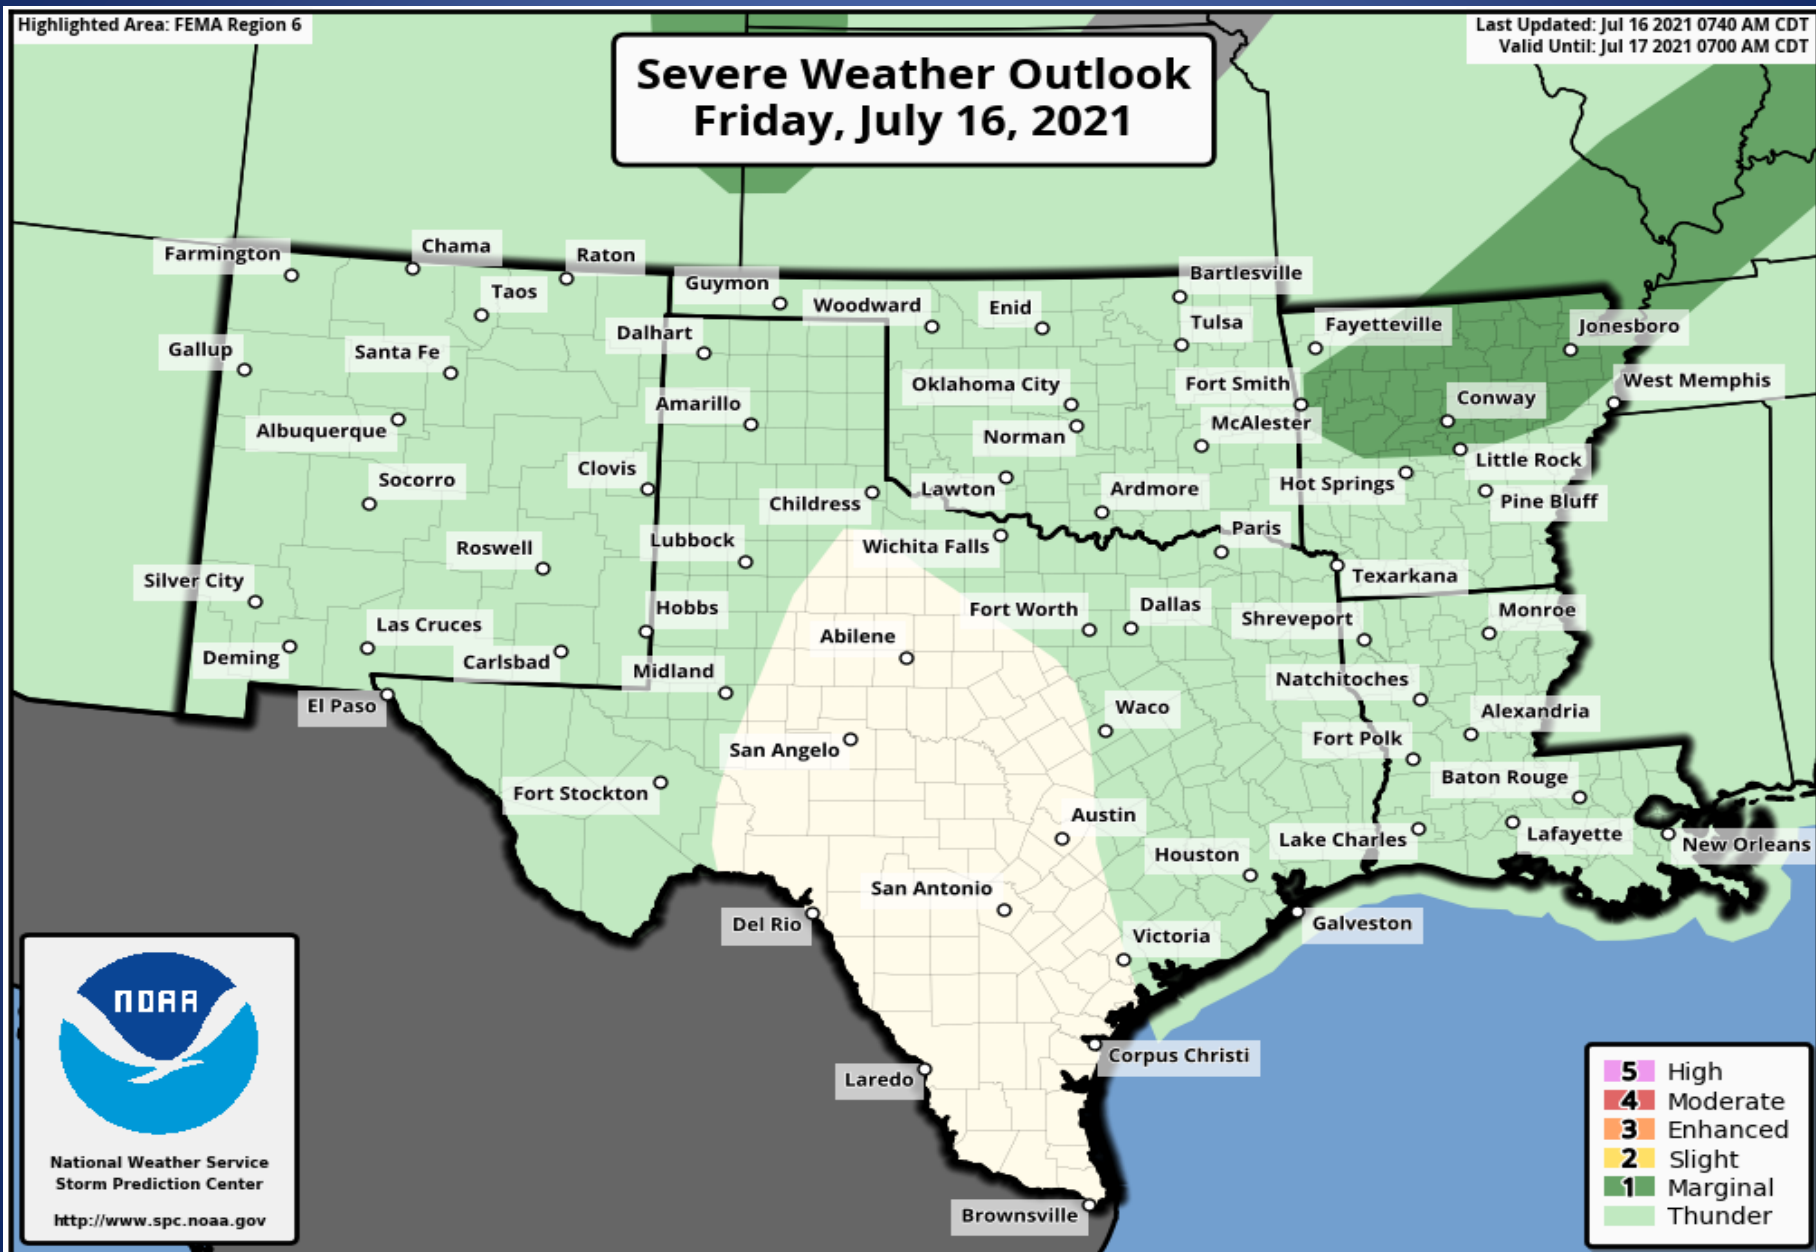 Highlighted Area: FEMA Region 6
Last Updated: Jul 16 2021 0740 AM CDT
Valid Until: Jul 17 2021 0700 AM CDT
Severe Weather Outlook
Friday, July 16, 2021
Farmington
Chama
Raton
Taos
Guymon
Woodward
Enid
Bartlesville
Tulsa
Fayetteville
Jonesboro
Gallup
Santa Fe
Dalhart
Oklahoma City
Fort Smith
West Memphis
Albuquerque
Amarillo
Norman
McAlester
Conway
Socorro
Clovis
Childress
Lawton
Ardmore
Hot Springs
Little Rock
Pine Bluff
Roswell
Lubbock
Wichita Falls
Paris
Texarkana
Silver City
Las Cruces
Hobbs
Abilene
Fort Worth
Dallas
Shreveport
Monroe
Deming
Carlsbad
Midland
Natchitoches
El Paso
Waco
Alexandria
San Angelo
Fort Polk
Fort Stockton
Baton Rouge
Austin
Lake Charles
Lafayette
New Orleans
Houston
San Antonio
Del Rio
Victoria
Galveston
Corpus Christi
Laredo
Brownsville
NOAA
National Weather Service
Storm Prediction Center
http://www.spc.noaa.gov
5 High
4 Moderate
3 Enhanced
2 Slight
1 Marginal
Thunder